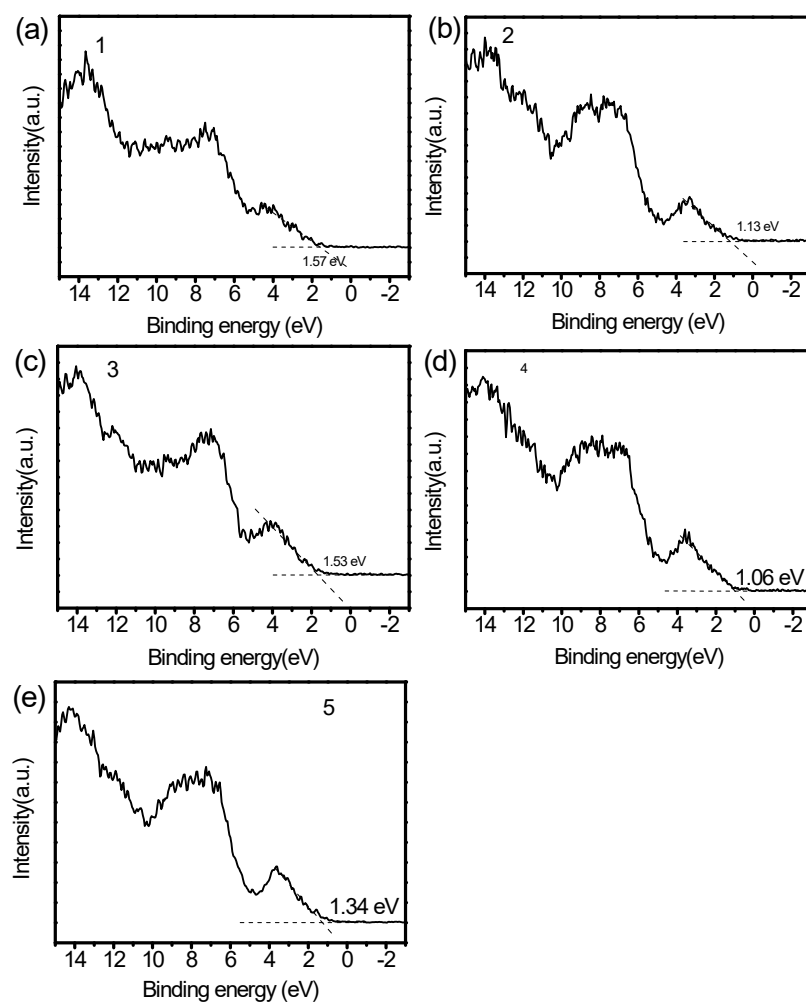 (a)
1
Intensity(a.u.)
1.57 eV
14 12 10 8 6 4 2 0 -2
Binding energy (eV)
(b)
2
Intensity(a.u.)
1.13 eV
14 12 10 8 6 4 2 0 -2
Binding energy (eV)
(c)
3
Intensity(a.u.)
1.53 eV
14 12 10 8 6 4 2 0 -2
Binding energy(eV)
(d)
4
Intensity(a.u.)
1.06 eV
14 12 10 8 6 4 2 0 -2
Binding energy(eV)
(e)
5
Intensity(a.u.)
1.34 eV
14 12 10 8 6 4 2 0 -2
Binding energy (eV)